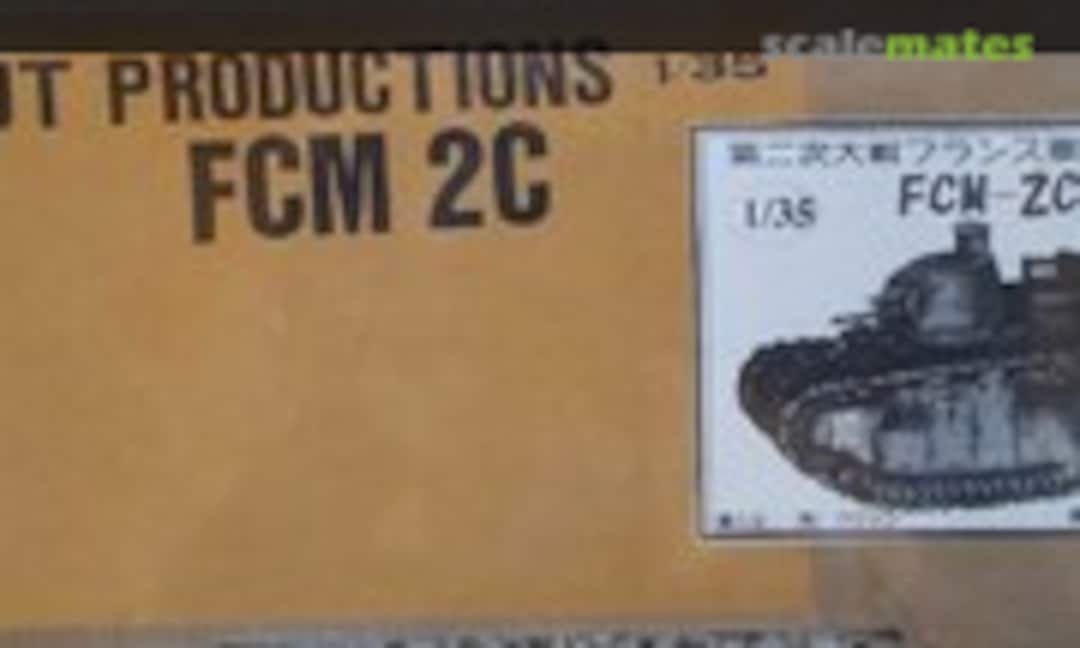 scalemates
IT PRODUCTIONS 1:35
FCM 2C
第二次大戦フランス軍
1/35
FCM-2C